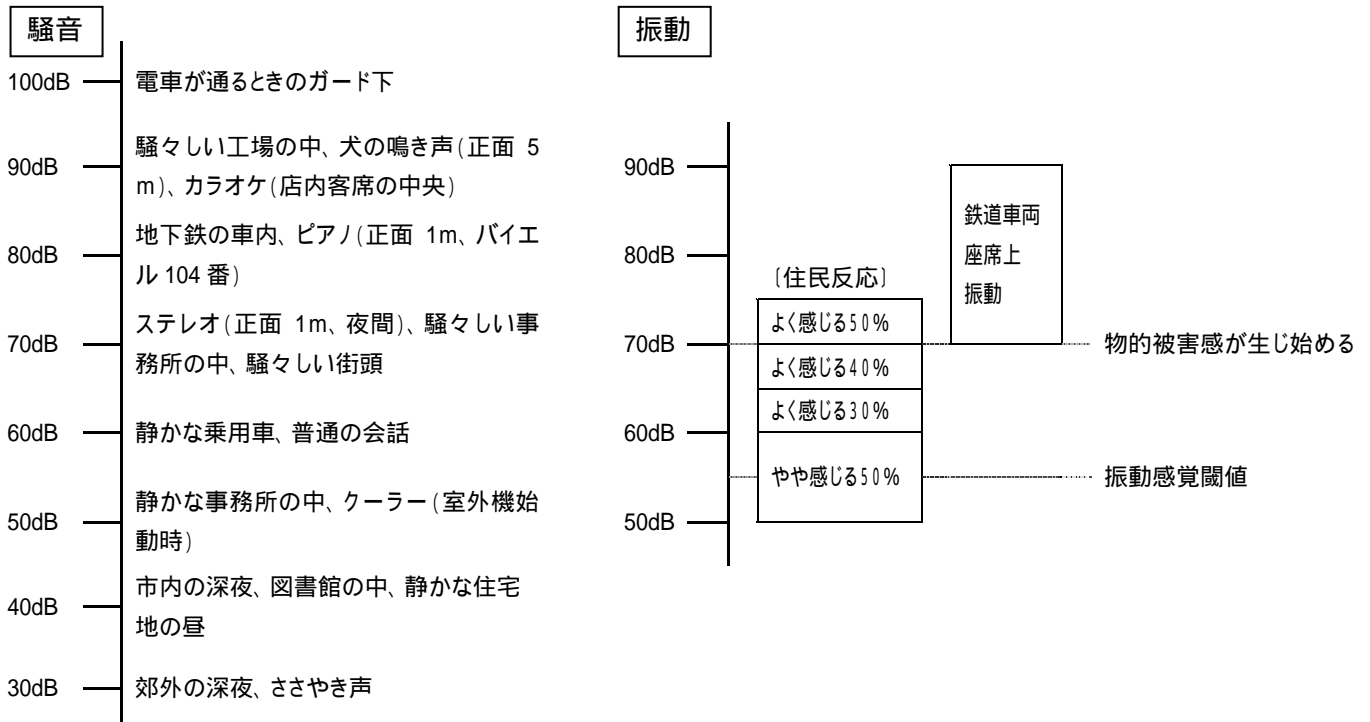 騒音
100dB
電車が通るときのガード下
90dB
騒々しい工場の中、犬の鳴き声(正面 5
m)、カラオケ(店内客席の中央)
80dB
地下鉄の車内、ピアノ(正面 1m、バイエ
ル 104 番)
70dB
ステレオ(正面 1m、夜間)、騒々しい事
務所の中、騒々しい街頭
60dB
静かな乗用車、普通の会話
50dB
静かな事務所の中、クーラー(室外機始
動時)
40dB
市内の深夜、図書館の中、静かな住宅
地の昼
30dB
郊外の深夜、ささやき声
振動
90dB
80dB
70dB
60dB
50dB
〔住民反応〕
よく感じる50%
よく感じる40%
よく感じる30%
やや感じる50%
鉄道車両
座席上
振動
物的被害感が生じ始める
振動感覚閾値